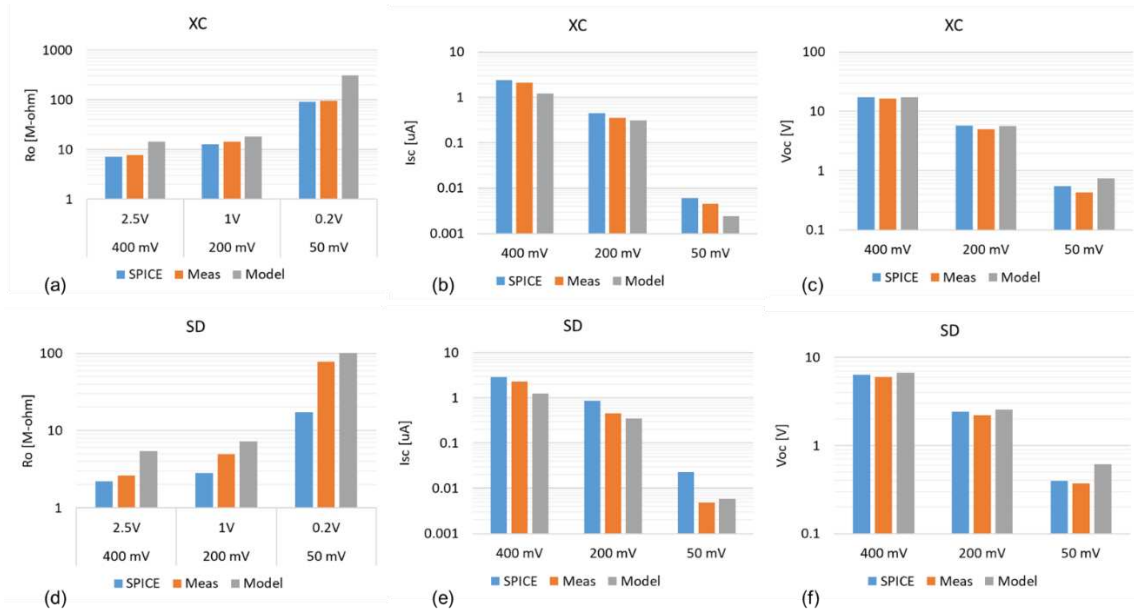 XC
1000
100
10
1
Ro [M-ohm]
2.5V 1V 0.2V
400 mV 200 mV 50 mV
SPICE Meas Model
(a)
XC
10
1
0.1
0.01
0.001
Isc [uA]
400 mV 200 mV 50 mV
SPICE Meas Model
(b)
XC
100
10
1
0.1
Voc [V]
400 mV 200 mV 50 mV
SPICE Meas Model
(c)
SD
100
10
1
Ro [M-ohm]
2.5V 1V 0.2V
400 mV 200 mV 50 mV
SPICE Meas Model
(d)
SD
10
1
0.1
0.01
0.001
Isc [uA]
400 mV 200 mV 50 mV
SPICE Meas Model
(e)
SD
10
1
0.1
Voc [V]
400 mV 200 mV 50 mV
SPICE Meas Model
(f)